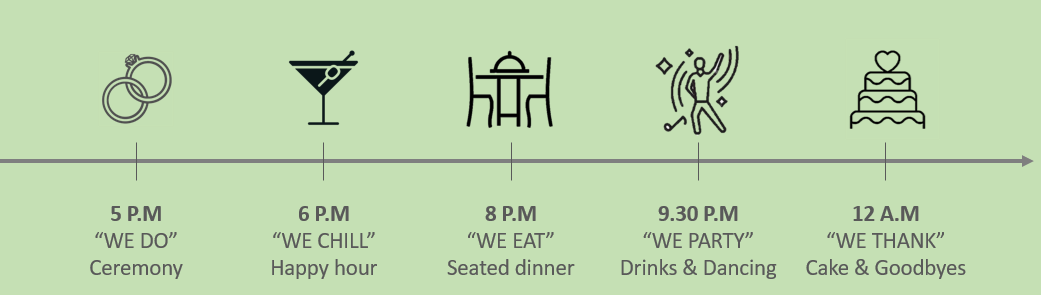 5 P.M
“WE DO”
Ceremony
6 P.M
“WE CHILL”
Happy hour
8 P.M
“WE EAT”
Seated dinner
9.30 P.M
“WE PARTY”
Drinks & Dancing
12 A.M
“WE THANK”
Cake & Goodbyes